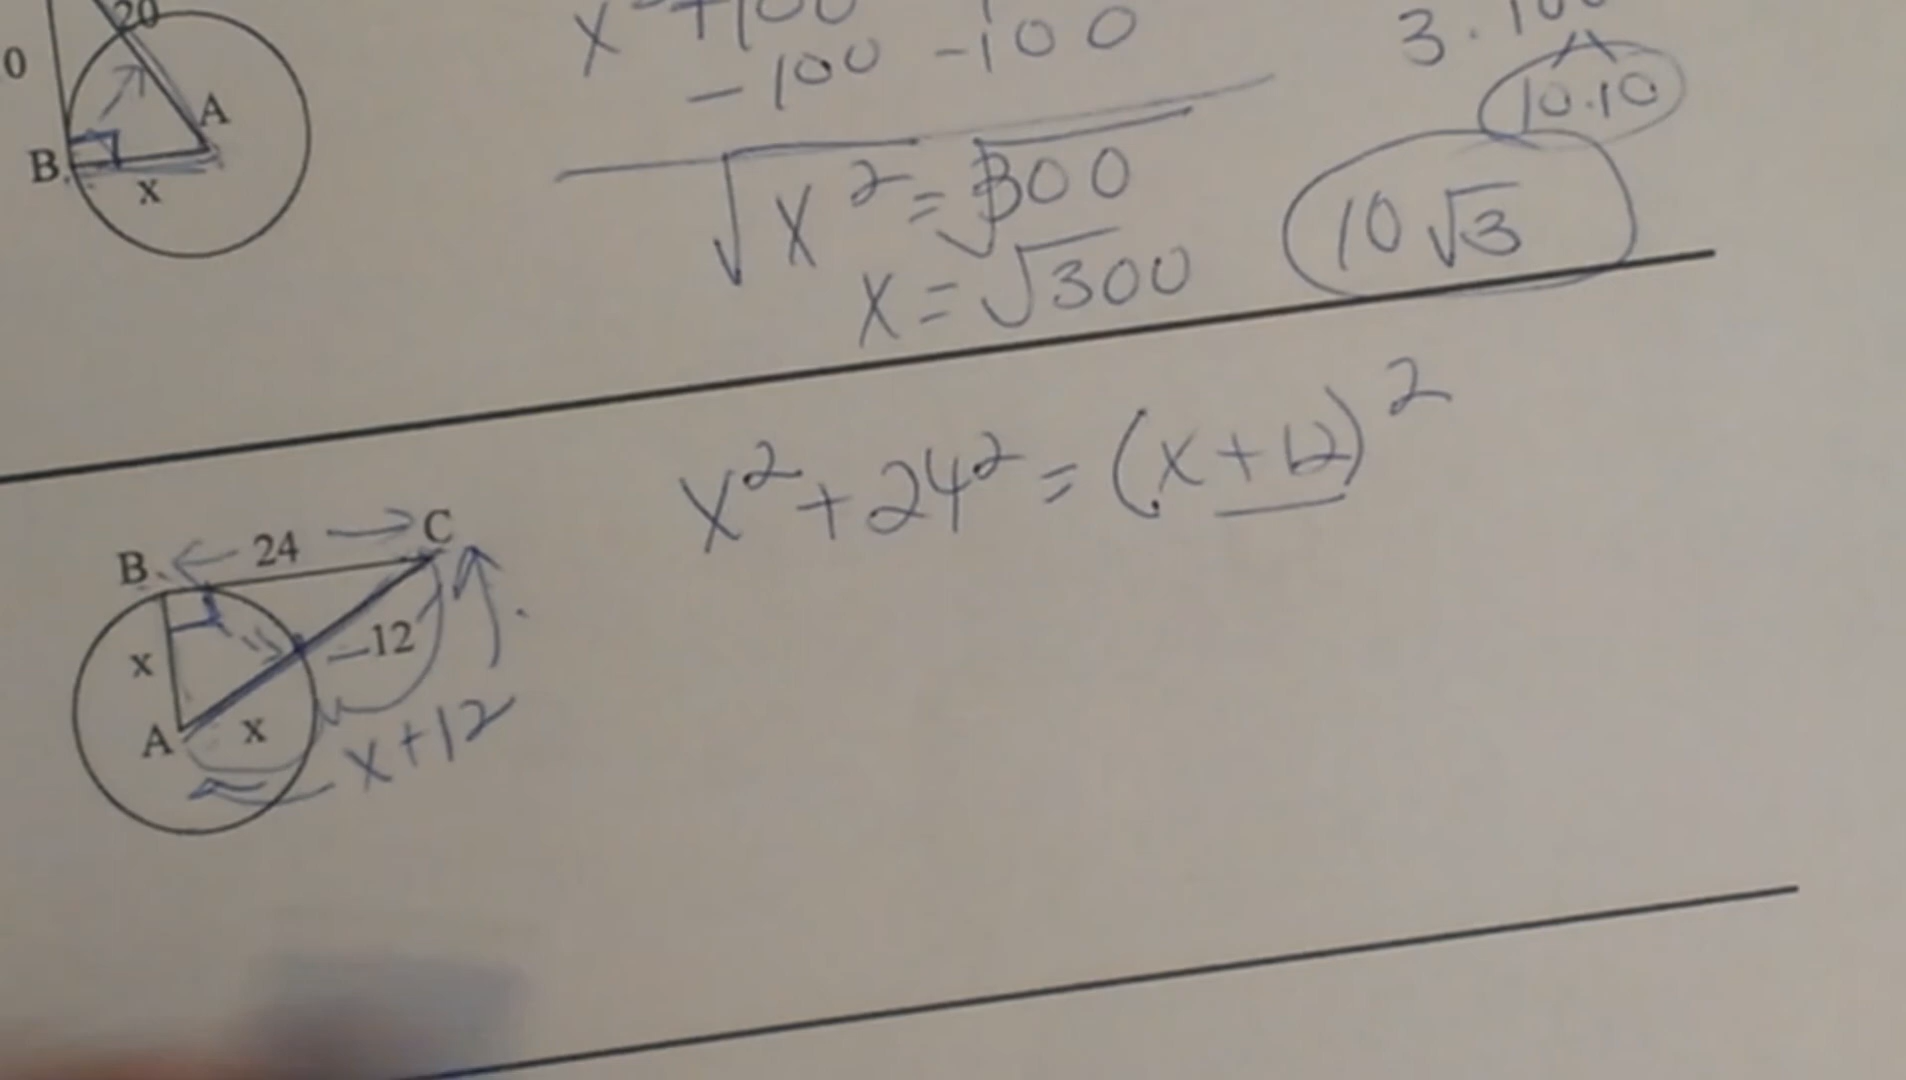 20
0
A
B
x
x² + 100
- 100 - 100
√x² = √300
x = √300
10.10
10√3
x² + 24² = (x + 12)²
B 24 C
x
12
A x
x + 12